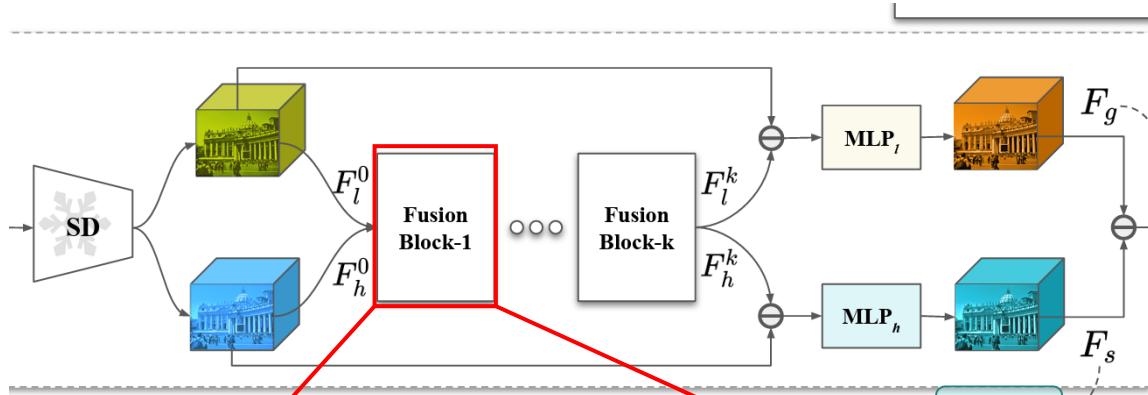 SD
F_l^0
F_h^0
Fusion
Block-1
Fusion
Block-k
F_l^k
F_h^k
MLP_l
MLP_h
F_g
F_s